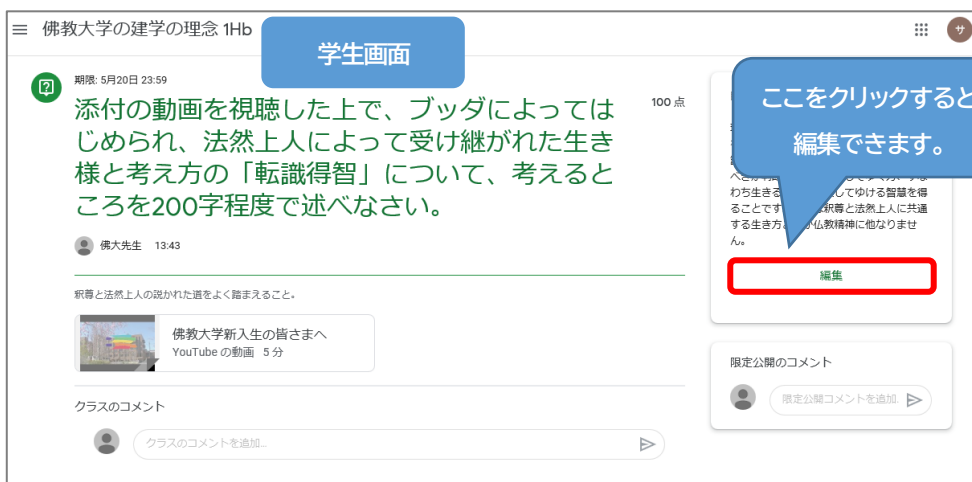 佛教大学の建学の理念 1Hb
サ
学生画面
期限: 5月20日 23:59
添付の動画を視聴した上で、ブッダによっては
じめられ、法然上人によって受け継がれた生き
様と考え方の「転識得智」について、考えると
ころを200字程度で述べなさい。
100 点
佛大先生 13:43
釈尊と法然上人の説かれた道をよく踏まえること。
佛教大学新入生の皆さまへ
YouTube の動画 5 分
クラスのコメント
クラスのコメントを追加...
ここをクリックすると
編集できます。
わち生きる
してゆける智慧を得
ることです
釈尊と法然上人に共通
する生き方
仏教精神に他なりませ
ん。
編集
限定公開のコメント
限定公開コメントを追加